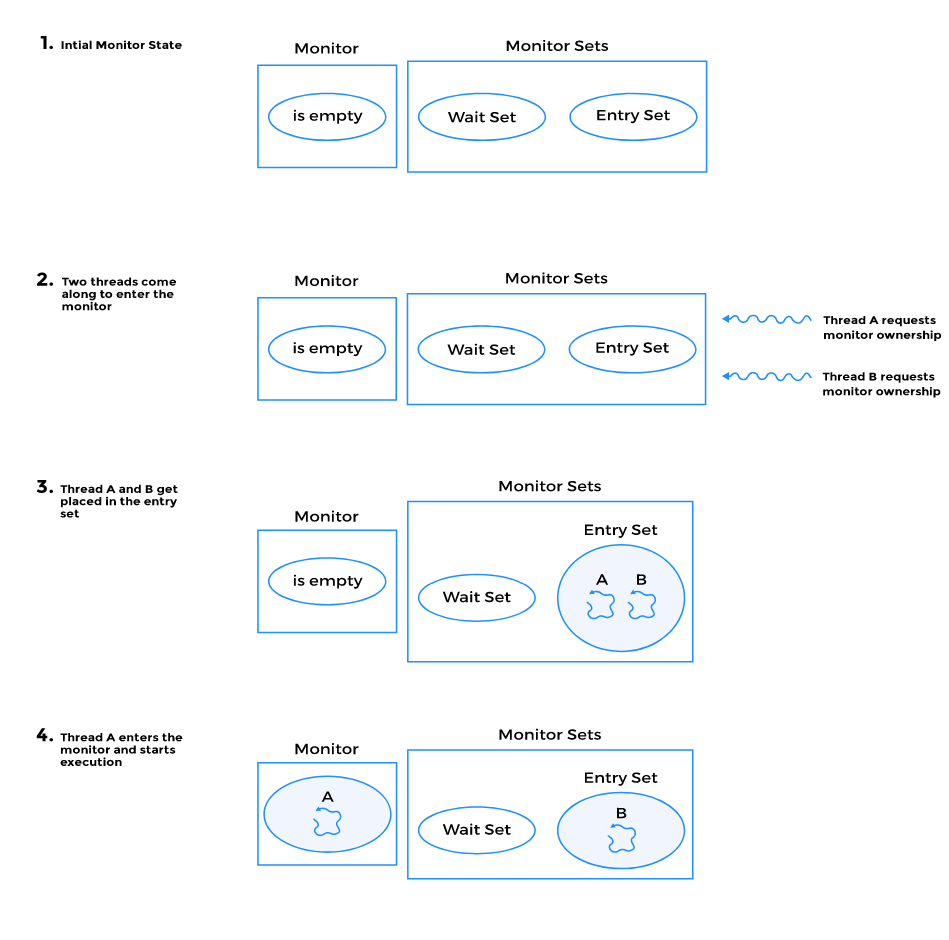 1. Intial Monitor State
Monitor
Monitor Sets
is empty
Wait Set
Entry Set
2. Two threads come
along to enter the
monitor
Monitor
Monitor Sets
is empty
Wait Set
Entry Set
Thread A requests
monitor ownership
Thread B requests
monitor ownership
3. Thread A and B get
placed in the entry
set
Monitor
Monitor Sets
is empty
Wait Set
Entry Set
A
B
4. Thread A enters the
monitor and starts
execution
Monitor
Monitor Sets
A
Wait Set
Entry Set
B